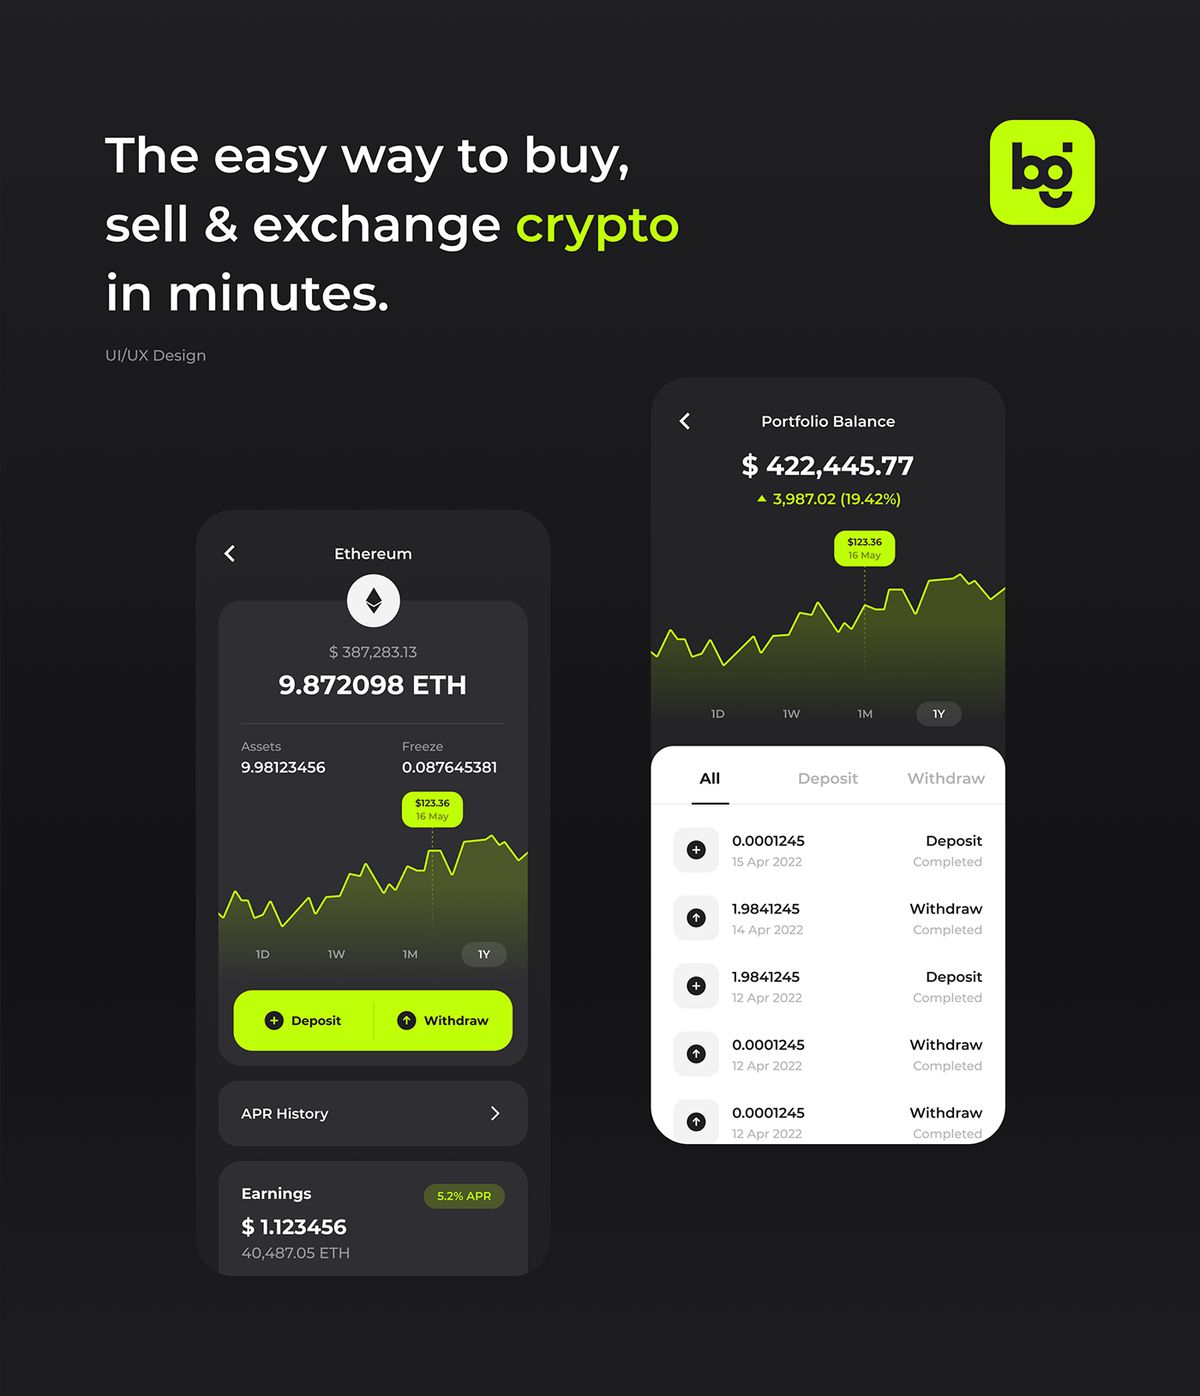 The easy way to buy,
sell & exchange crypto
in minutes.
UI/UX Design
bgj
Ethereum
$ 387,283.13
9.872098 ETH
Assets
Freeze
9.98123456
0.087645381
$123.36
16 May
1D 1W 1M 1Y
Deposit
Withdraw
APR History
Earnings
5.2% APR
$ 1.123456
40,487.05 ETH
Portfolio Balance
$ 422,445.77
3,987.02 (19.42%)
$123.36
16 May
1D 1W 1M 1Y
All Deposit Withdraw
0.0001245 Deposit
15 Apr 2022 Completed
1.9841245 Withdraw
14 Apr 2022 Completed
1.9841245 Deposit
12 Apr 2022 Completed
0.0001245 Withdraw
12 Apr 2022 Completed
0.0001245 Withdraw
12 Apr 2022 Completed